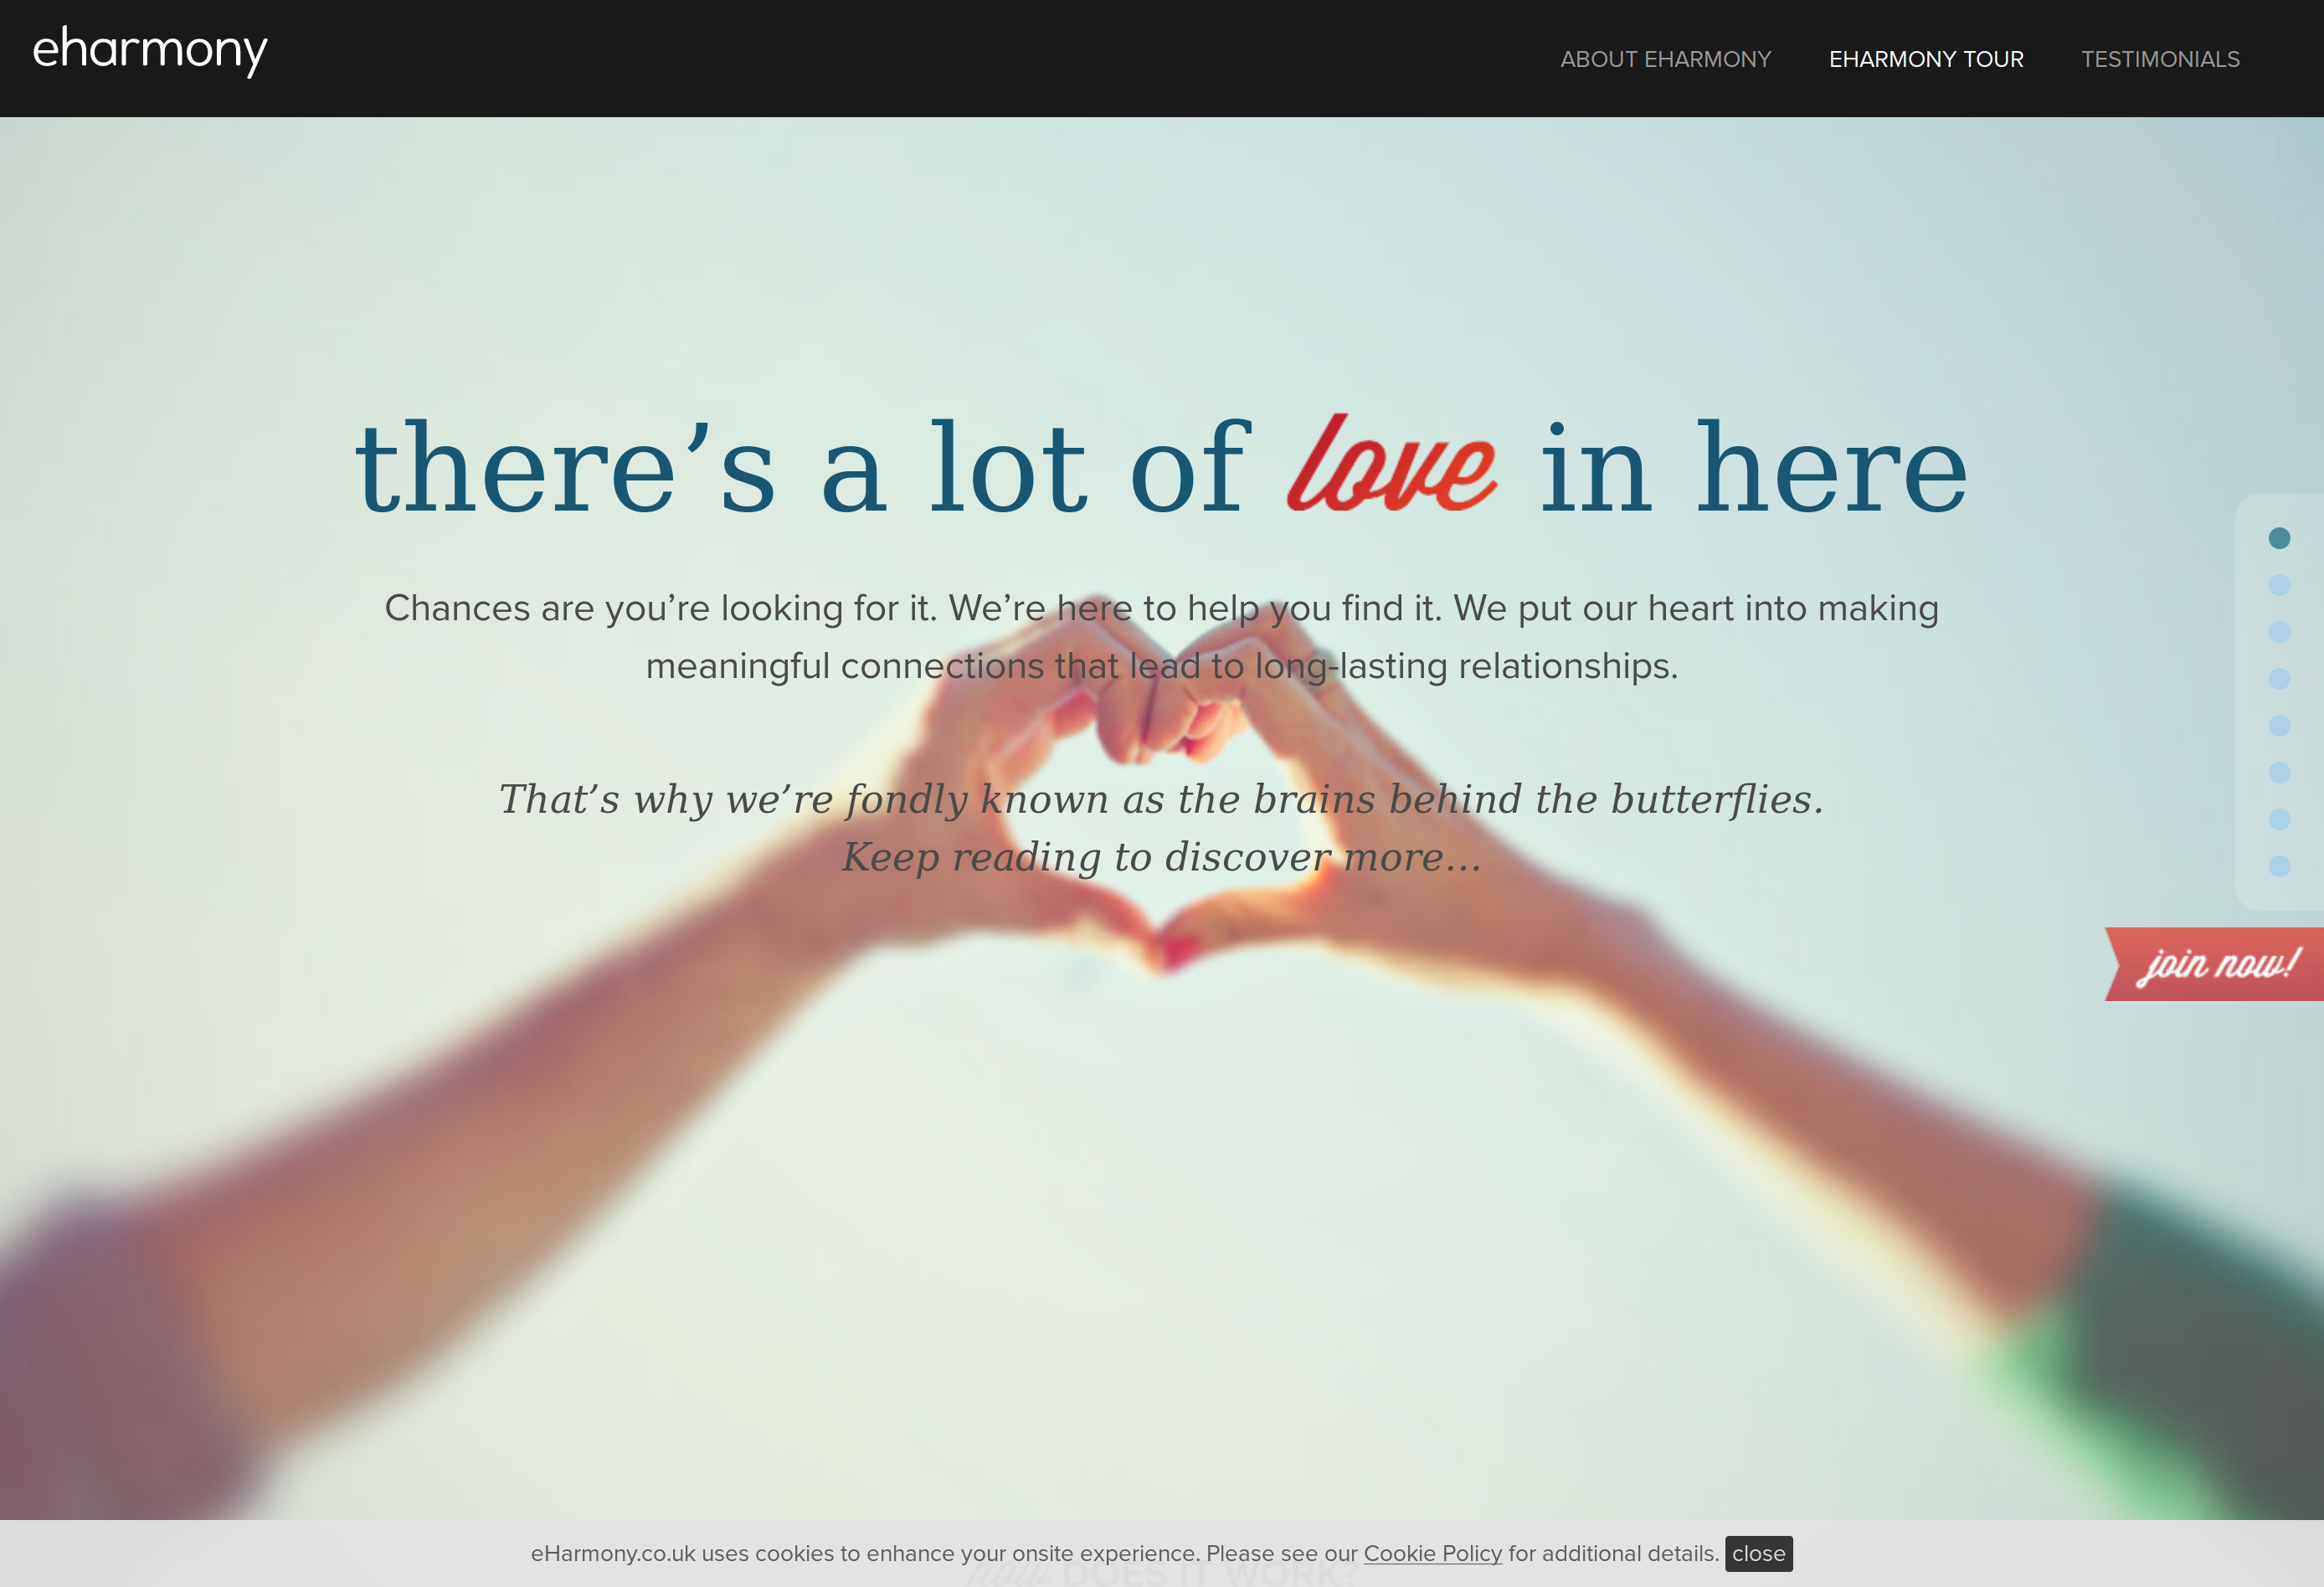 eharmony
ABOUT EHARMONY
EHARMONY TOUR
TESTIMONIALS
there’s a lot of love in here
Chances are you’re looking for it. We’re here to help you find it. We put our heart into making
meaningful connections that lead to long-lasting relationships.
That’s why we’re fondly known as the brains behind the butterflies.
Keep reading to discover more...
join now!
eHarmony.co.uk uses cookies to enhance your onsite experience. Please see our Cookie Policy for additional details. close
how DOES IT WORK?